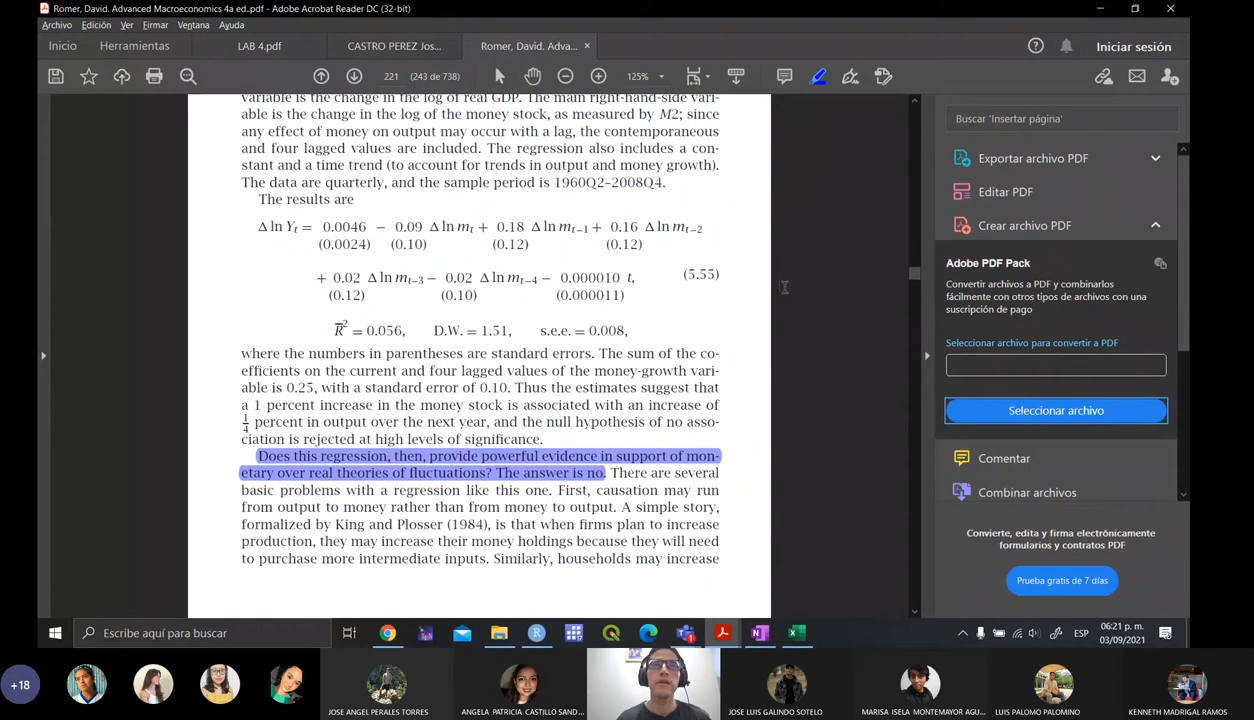 Romer, David. Advanced Macroeconomics 4a ed..pdf - Adobe Acrobat Reader DC (32-bit)
Archivo Edición Ver Firmar Ventana Ayuda
Inicio Herramientas LAB 4.pdf CASTRO PEREZ Jos... Romer, David. Adva... × Iniciar sesión
221 (243 de 738) 125%
variable is the change in the log of real GDP. The main right-hand-side vari-
able is the change in the log of the money stock, as measured by M2; since
any effect of money on output may occur with a lag, the contemporaneous
and four lagged values are included. The regression also includes a con-
stant and a time trend (to account for trends in output and money growth).
The data are quarterly, and the sample period is 1960Q2–2008Q4.
The results are
Δ ln Yt = 0.0046 − 0.09 Δ ln mt + 0.18 Δ ln mt−1 + 0.16 Δ ln mt−2
(0.0024) (0.10) (0.12) (0.12)
+ 0.02 Δ ln mt−3 − 0.02 Δ ln mt−4 − 0.000010 t, (5.55)
(0.12) (0.10) (0.000011)
R̄² = 0.056, D.W. = 1.51, s.e.e. = 0.008,
where the numbers in parentheses are standard errors. The sum of the co-
efficients on the current and four lagged values of the money-growth vari-
able is 0.25, with a standard error of 0.10. Thus the estimates suggest that
a 1 percent increase in the money stock is associated with an increase of
1/4 percent in output over the next year, and the null hypothesis of no asso-
ciation is rejected at high levels of significance.
Does this regression, then, provide powerful evidence in support of mon-
etary over real theories of fluctuations? The answer is no. There are several
basic problems with a regression like this one. First, causation may run
from output to money rather than from money to output. A simple story,
formalized by King and Plosser (1984), is that when firms plan to increase
production, they may increase their money holdings because they will need
to purchase more intermediate inputs. Similarly, households may increase
Buscar 'Insertar página'
Exportar archivo PDF
Editar PDF
Crear archivo PDF
Adobe PDF Pack
Convertir archivos a PDF y combinarlos
fácilmente con otros tipos de archivos con una
suscripción de pago
Seleccionar archivo para convertir a PDF
Seleccionar archivo
Comentar
Combinar archivos
Convierte, edita y firma electrónicamente
formularios y contratos PDF
Prueba gratis de 7 días
Escribe aquí para buscar
ESP
06:21 p. m.
03/09/2021
+18
JOSE ANGEL PERALES TORRES
ANGELA PATRICIA CASTILLO SAND...
JOSE LUIS GALINDO SOTELO
MARISA ISELA MONTEMAYOR AGU...
LUIS PALOMO PALOMINO
KENNETH MADRIGAL RAMOS